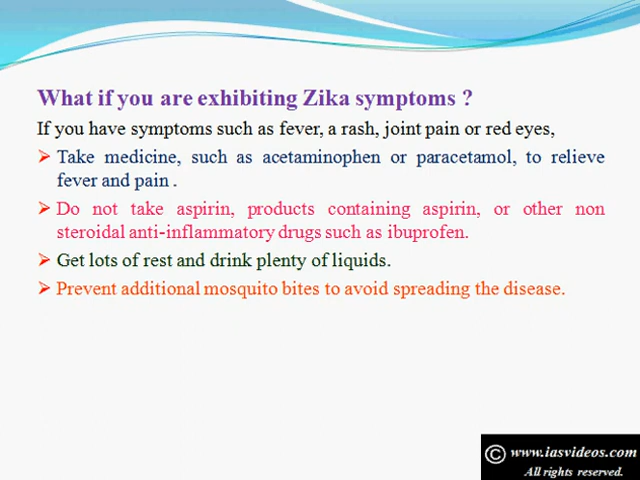 What if you are exhibiting Zika symptoms ?
If you have symptoms such as fever, a rash, joint pain or red eyes,
➢ Take medicine, such as acetaminophen or paracetamol, to relieve
fever and pain .
➢ Do not take aspirin, products containing aspirin, or other non
steroidal anti-inflammatory drugs such as ibuprofen.
➢ Get lots of rest and drink plenty of liquids.
➢ Prevent additional mosquito bites to avoid spreading the disease.
© www.iasvideos.com
All rights reserved.